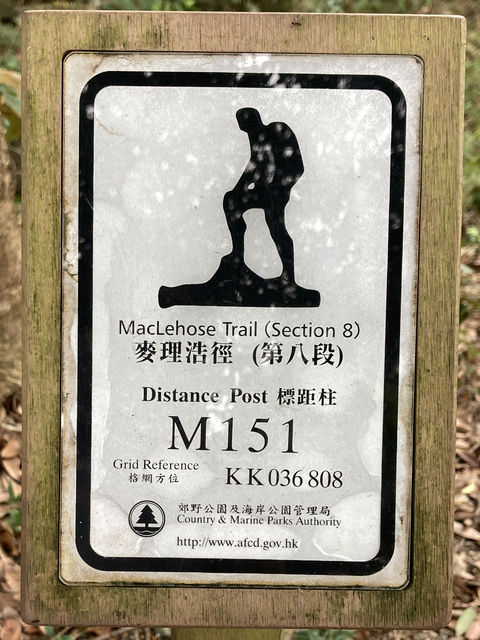 MacLehose Trail (Section 8)
麥理浩徑 (第八段)
Distance Post 標距柱
M151
Grid Reference
格網方位
KK 036 808
郊野公園及海岸公園管理局
Country & Marine Parks Authority
http://www.afcd.gov.hk